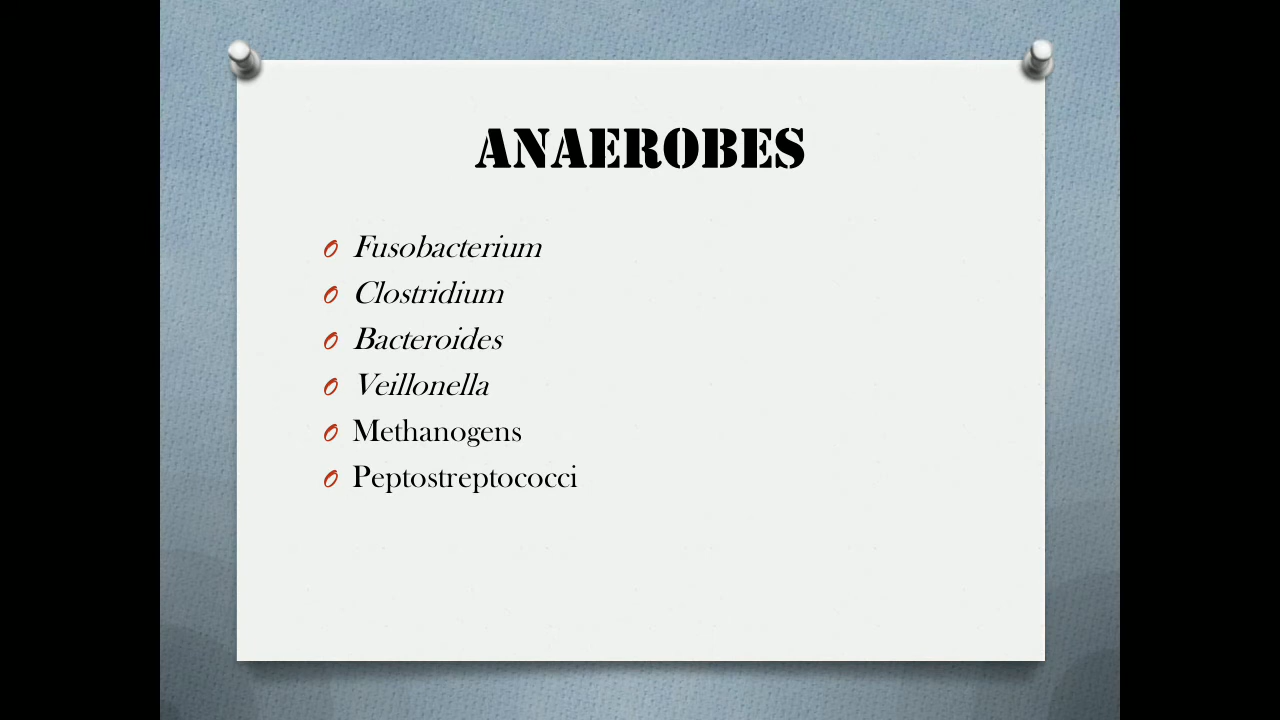 ANAEROBES
Fusobacterium
Clostridium
Bacteroides
Veillonella
Methanogens
Peptostreptococci